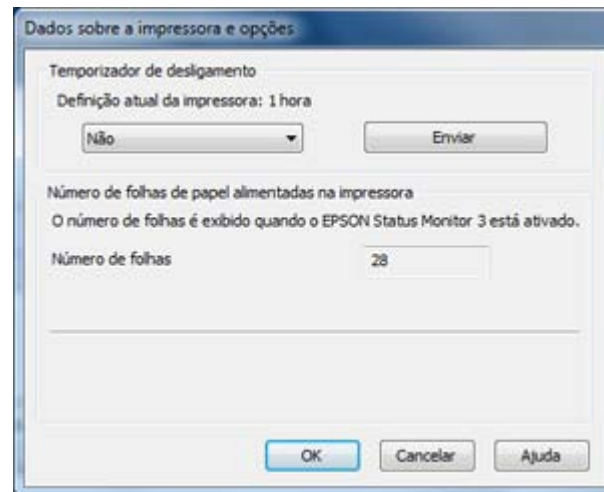 Dados sobre a impressora e opções
Temporizador de desligamento
Definição atual da impressora: 1 hora
Não
Enviar
Número de folhas de papel alimentadas na impressora
O número de folhas é exibido quando o EPSON Status Monitor 3 está ativado.
Número de folhas 28
OK Cancelar Ajuda